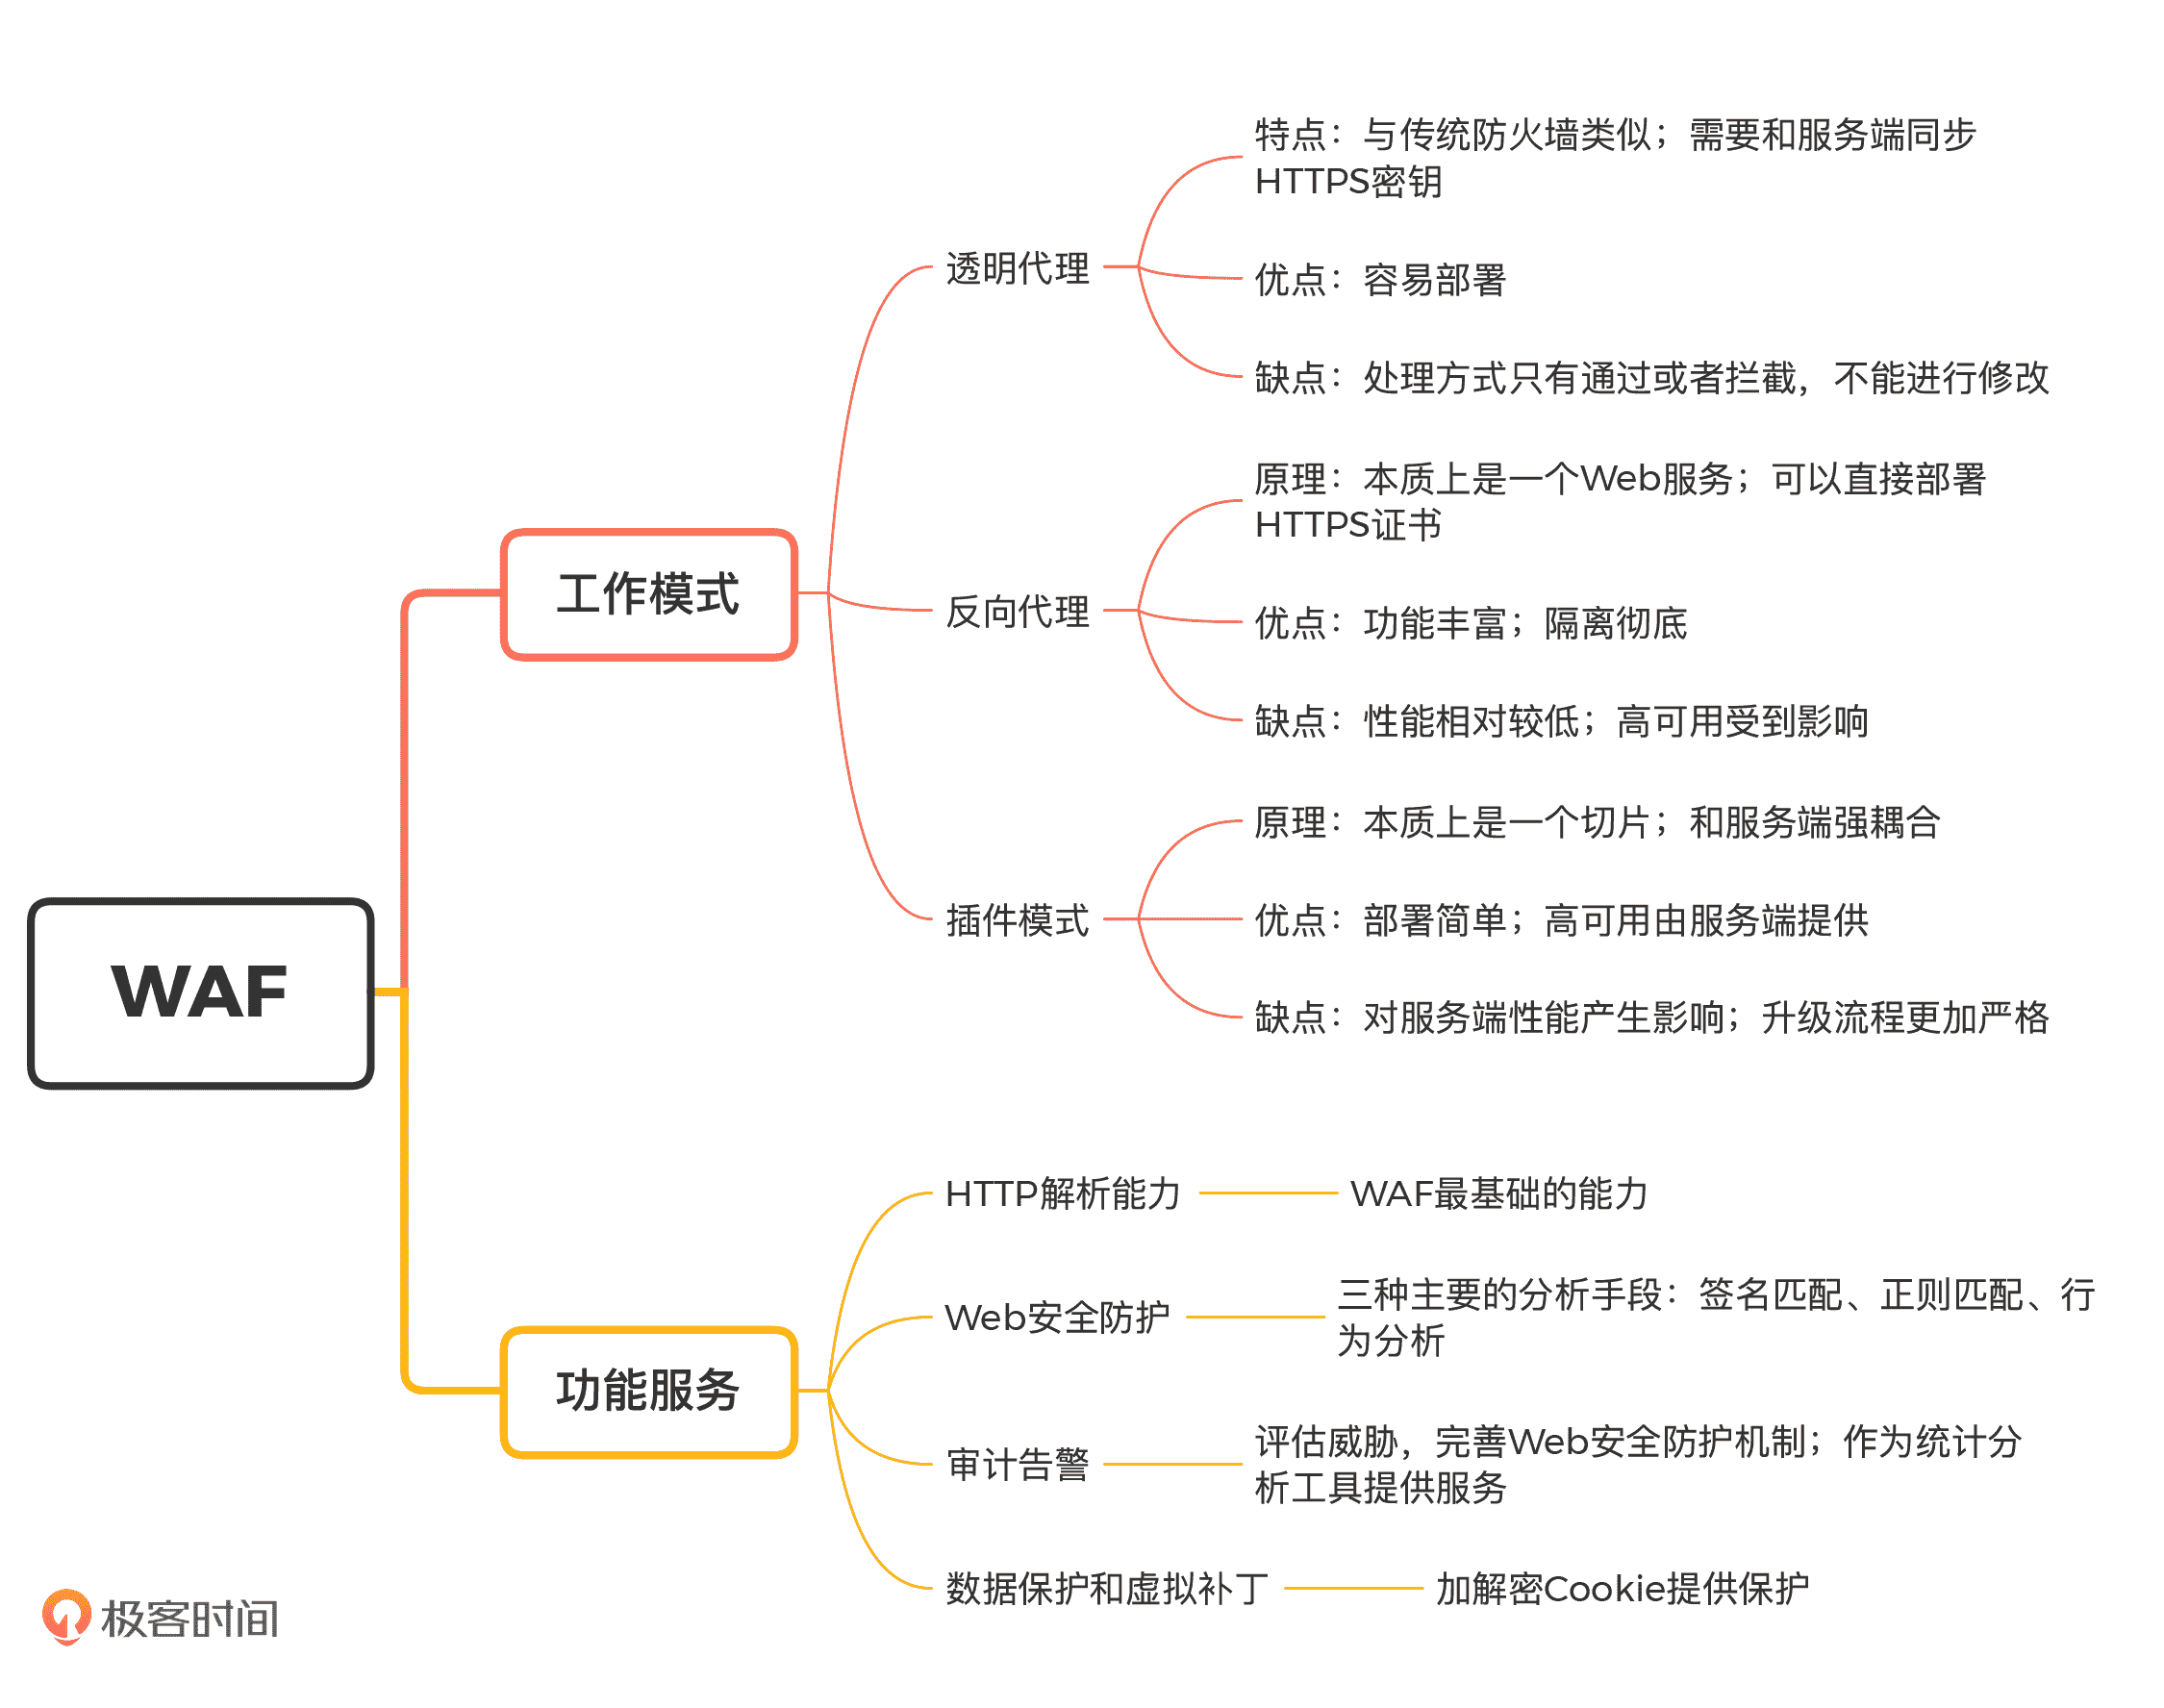 WAF
工作模式
透明代理
特点：与传统防火墙类似；需要和服务端同步
HTTPS密钥
优点：容易部署
缺点：处理方式只有通过或者拦截，不能进行修改
反向代理
原理：本质上是一个Web服务；可以直接部署
HTTPS证书
优点：功能丰富；隔离彻底
缺点：性能相对较低；高可用受到影响
插件模式
原理：本质上是一个切片；和服务端强耦合
优点：部署简单；高可用由服务端提供
缺点：对服务端性能产生影响；升级流程更加严格
功能服务
HTTP解析能力
WAF最基础的能力
Web安全防护
三种主要的分析手段：签名匹配、正则匹配、行
为分析
审计告警
评估威胁，完善Web安全防护机制；作为统计分
析工具提供服务
数据保护和虚拟补丁
加解密Cookie提供保护
极客时间